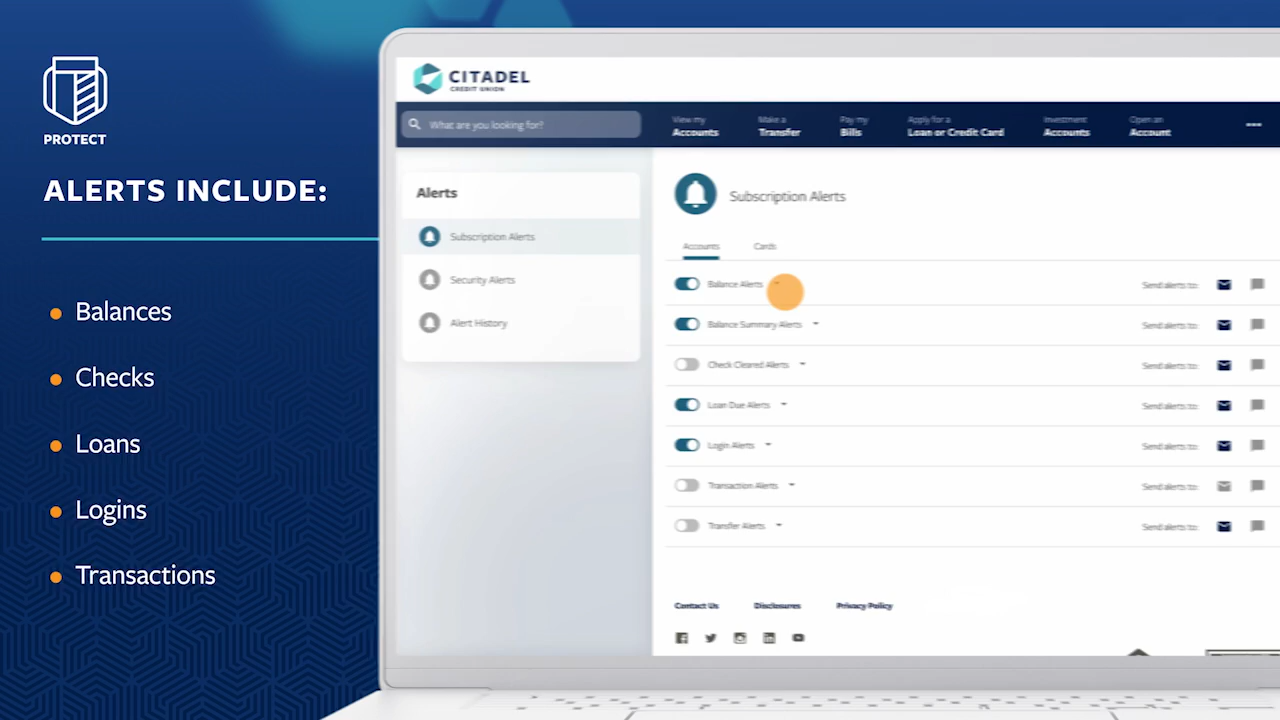 PROTECT
ALERTS INCLUDE:
Balances
Checks
Loans
Logins
Transactions
CITADEL
CREDIT UNION
What are you looking for?
View my
Accounts
Make a
Transfer
Pay my
Bills
Apply for a
Loan or Credit Card
Investment
Accounts
Open an
Account
Alerts
Subscription Alerts
Security Alerts
Alert History
Subscription Alerts
Accounts
Cards
Balance Alerts
Send alerts to:
Balance Summary Alerts
Send alerts to:
Check Cleared Alerts
Send alerts to:
Loan Due Alerts
Send alerts to:
Login Alerts
Send alerts to:
Transaction Alerts
Send alerts to:
Transfer Alerts
Send alerts to:
Contact Us
Disclosures
Privacy Policy